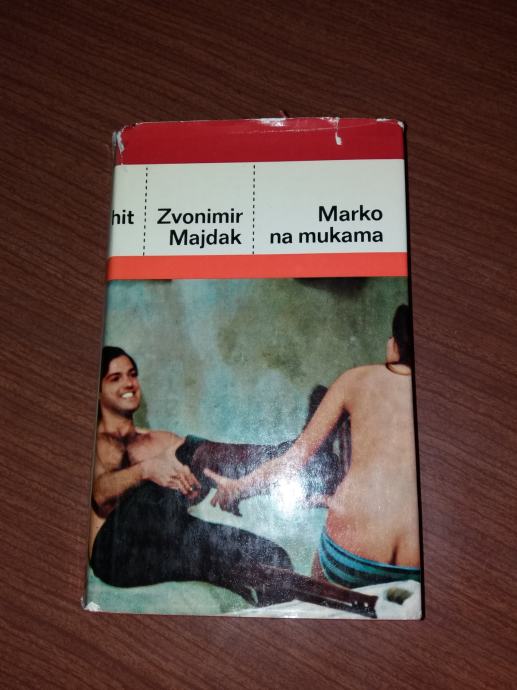 hit
Zvonimir
Majdak
Marko
na mukama